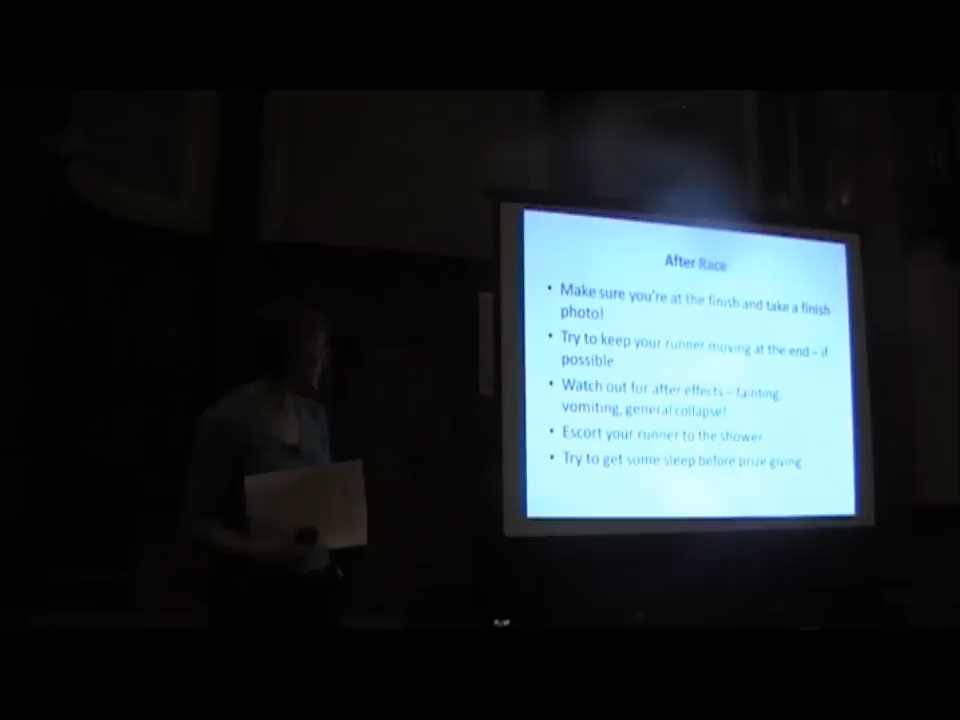 After Race
• Make sure you're at the finish and take a finish
photo!
• Try to keep your runner moving at the end – if
possible
• Watch out for after effects – fainting,
vomiting, general collapse!
• Escort your runner to the shower
• Try to get some sleep before prize giving